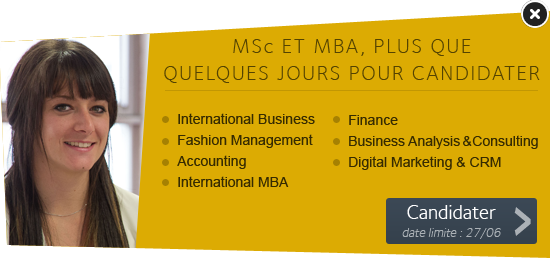 MSc ET MBA, PLUS QUE
QUELQUES JOURS POUR CANDIDATER
International Business
Fashion Management
Accounting
International MBA
Finance
Business Analysis &Consulting
Digital Marketing & CRM
Candidater
date limite : 27/06